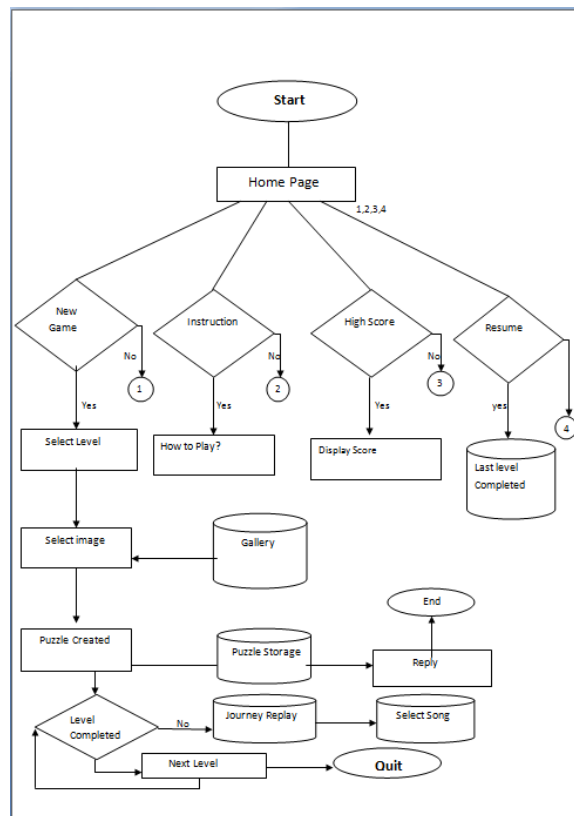 Start
Home Page
1,2,3,4
New
Game
Instruction
High Score
Resume
No
1
No
2
No
3
4
Yes
Yes
Yes
yes
Select Level
How to Play?
Display Score
Last level
Completed
Select image
Gallery
End
Puzzle Created
Puzzle Storage
Reply
Level
Completed
No
Journey Replay
Select Song
Next Level
Quit